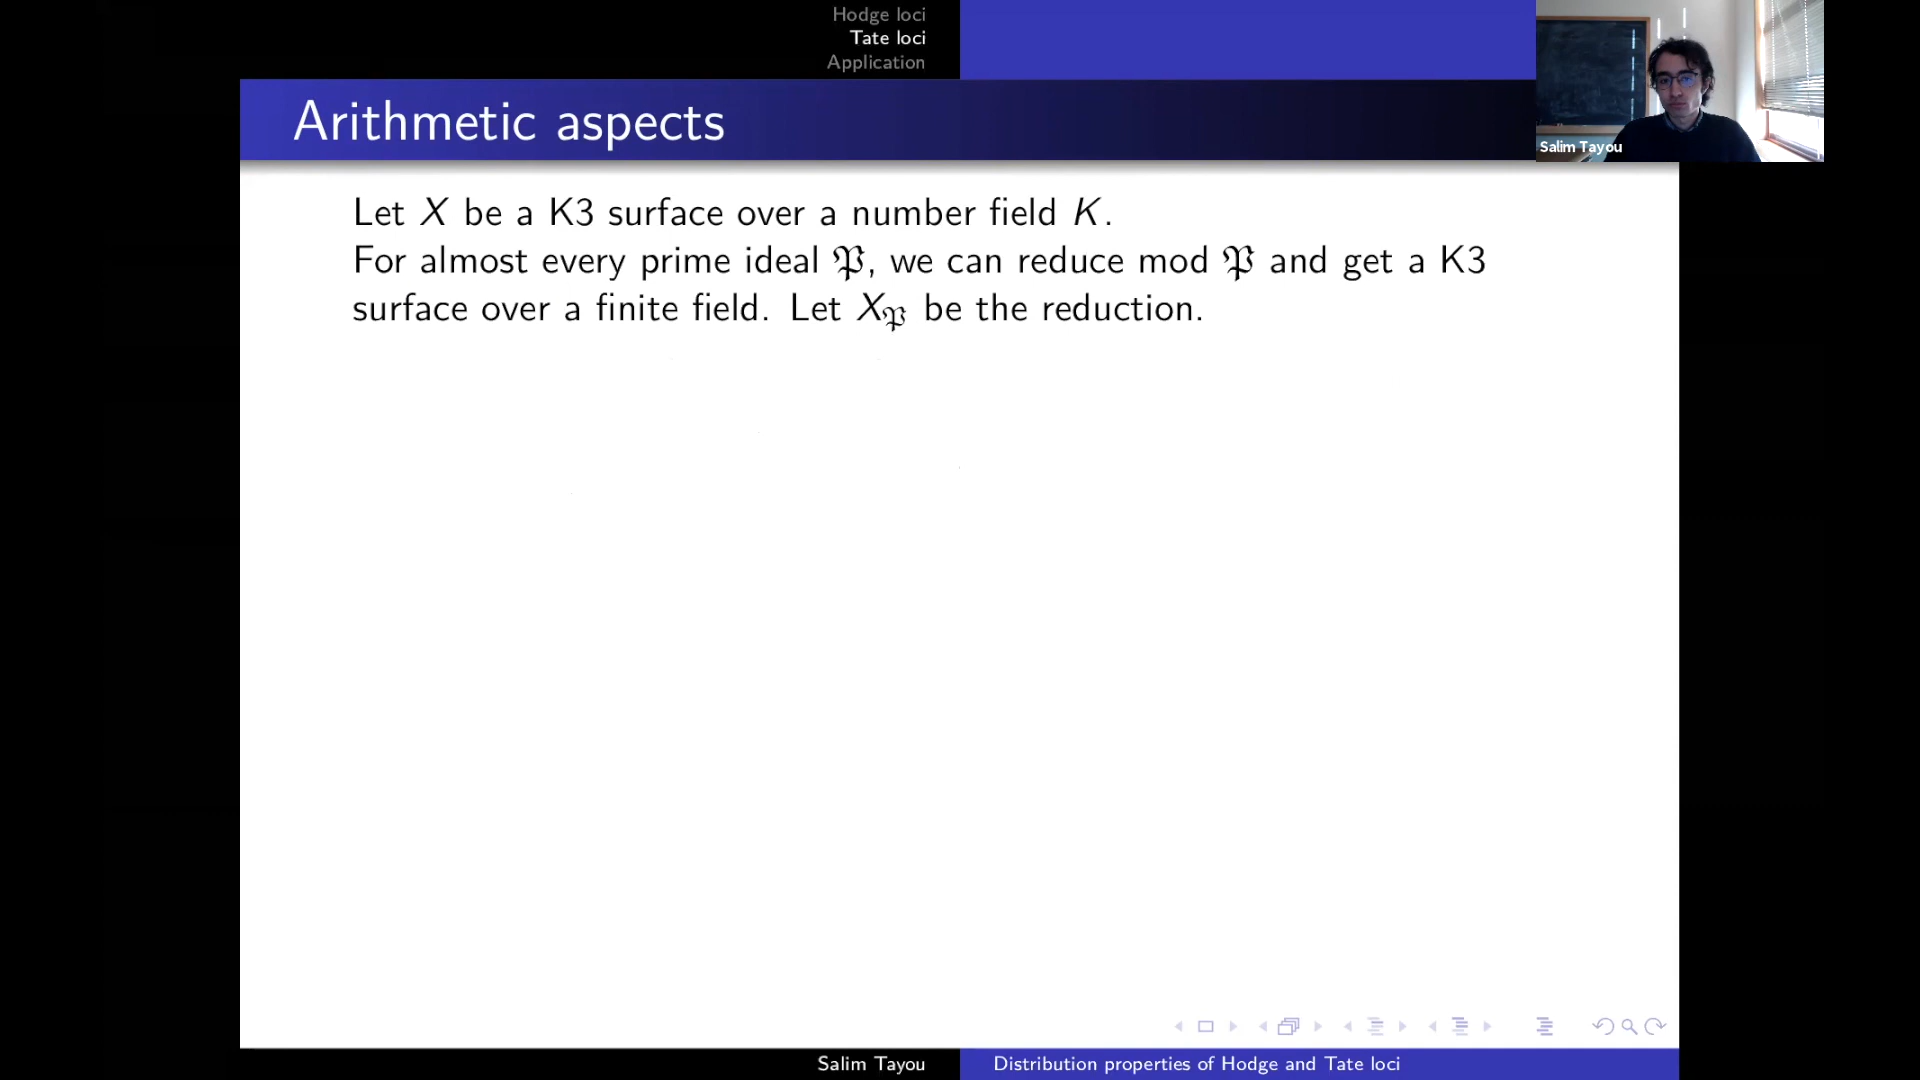 Hodge loci
Tate loci
Application
Arithmetic aspects
Salim Tayou
Let X be a K3 surface over a number field K.
For almost every prime ideal 𝔓, we can reduce mod 𝔓 and get a K3
surface over a finite field. Let X_𝔓 be the reduction.
Salim Tayou
Distribution properties of Hodge and Tate loci